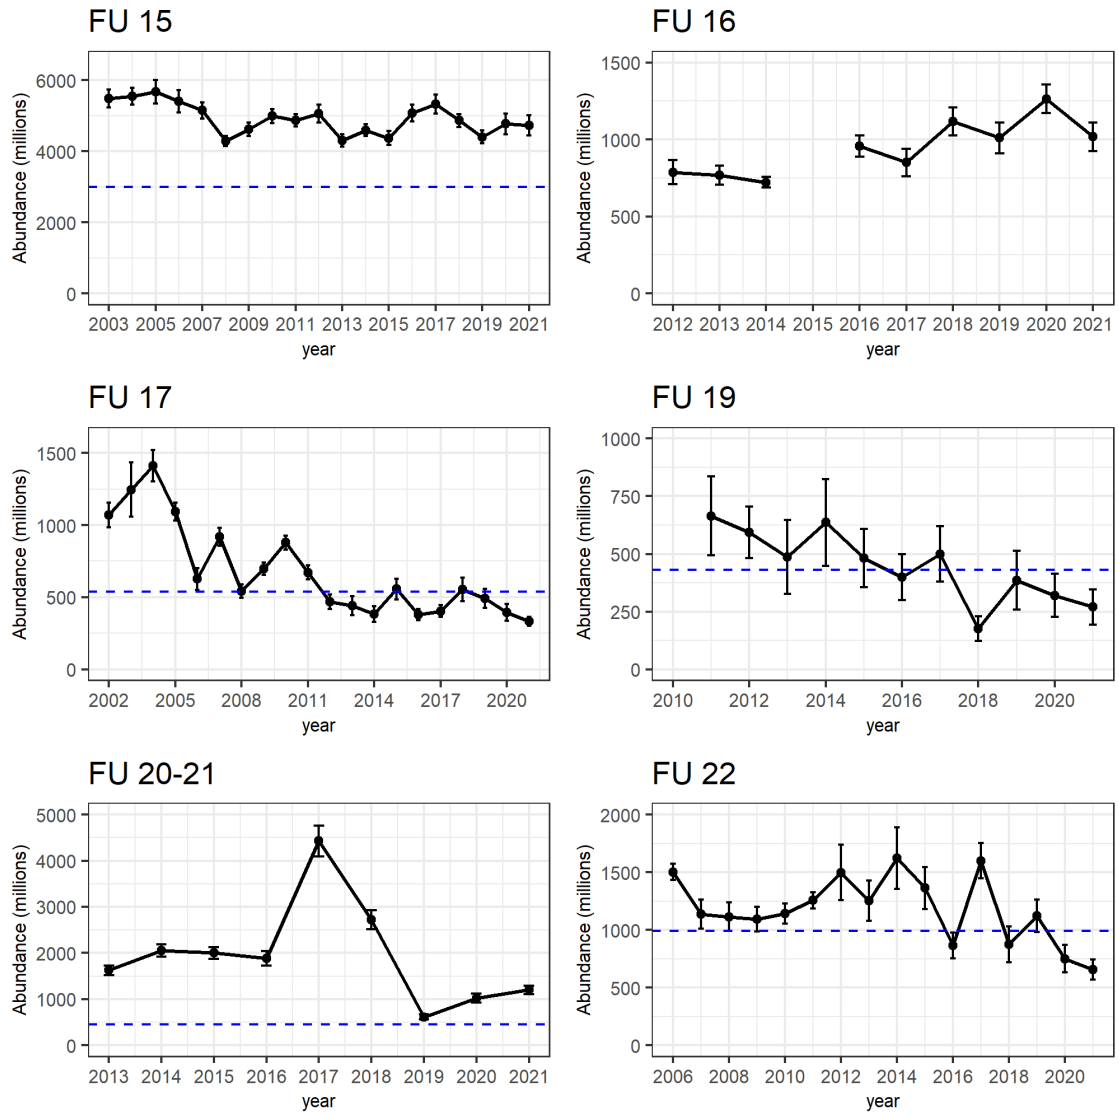 FU 15
Abundance (millions)
6000
4000
2000
0
2003 2005 2007 2009 2011 2013 2015 2017 2019 2021
year
FU 16
Abundance (millions)
1500
1000
500
0
2012 2013 2014 2015 2016 2017 2018 2019 2020 2021
year
FU 17
Abundance (millions)
1500
1000
500
0
2002 2005 2008 2011 2014 2017 2020
year
FU 19
Abundance (millions)
1000
750
500
250
0
2010 2012 2014 2016 2018 2020
year
FU 20-21
Abundance (millions)
5000
4000
3000
2000
1000
0
2013 2014 2015 2016 2017 2018 2019 2020 2021
year
FU 22
Abundance (millions)
2000
1500
1000
500
0
2006 2008 2010 2012 2014 2016 2018 2020
year